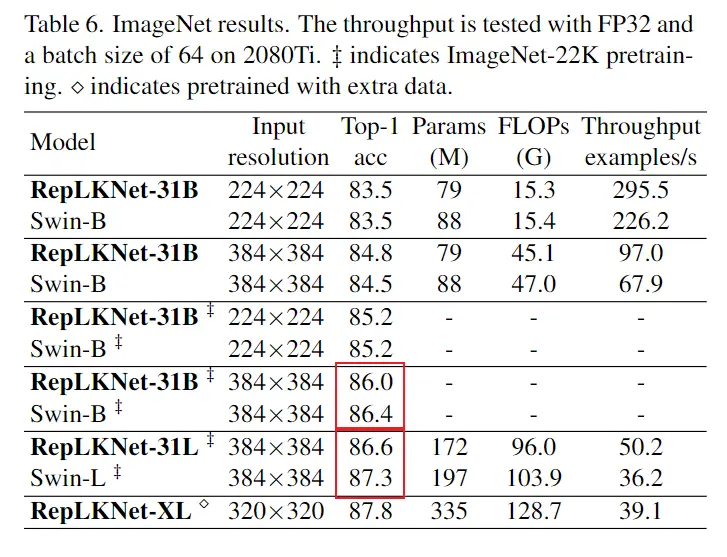 Table 6. ImageNet results. The throughput is tested with FP32 and
a batch size of 64 on 2080Ti. ‡ indicates ImageNet-22K pretrain-
ing. ⋄ indicates pretrained with extra data.
Model Input resolution Top-1 acc Params (M) FLOPs (G) Throughput examples/s
RepLKNet-31B 224×224 83.5 79 15.3 295.5
Swin-B 224×224 83.5 88 15.4 226.2
RepLKNet-31B 384×384 84.8 79 45.1 97.0
Swin-B 384×384 84.5 88 47.0 67.9
RepLKNet-31B ‡ 224×224 85.2 - - -
Swin-B ‡ 224×224 85.2 - - -
RepLKNet-31B ‡ 384×384 86.0 - - -
Swin-B ‡ 384×384 86.4 - - -
RepLKNet-31L ‡ 384×384 86.6 172 96.0 50.2
Swin-L ‡ 384×384 87.3 197 103.9 36.2
RepLKNet-XL ⋄ 320×320 87.8 335 128.7 39.1